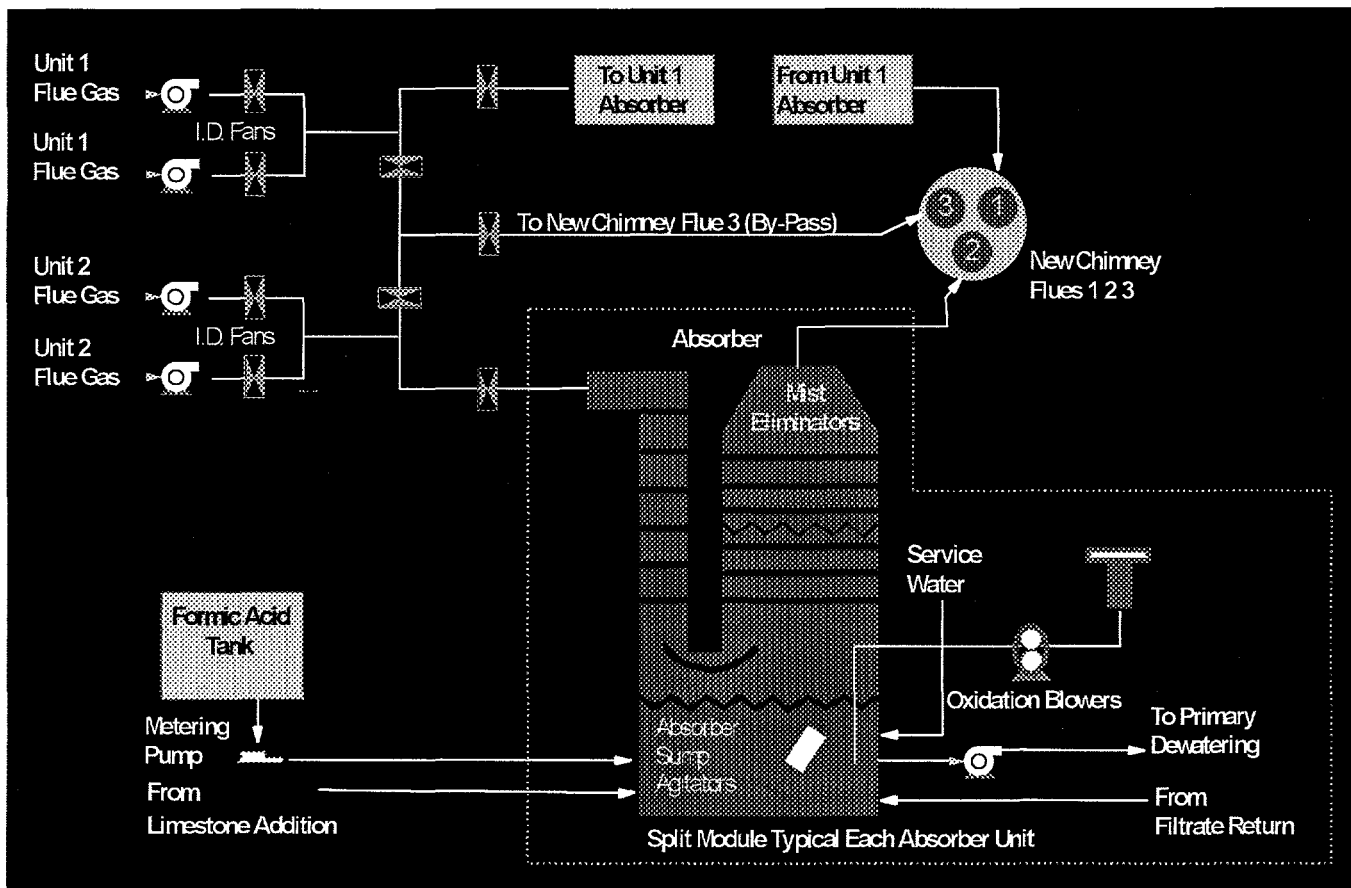 Unit 1
Flue Gas
I.D. Fans
Unit 1
Flue Gas
To Unit 1
Absorber
From Unit 1
Absorber
3
1
2
To New Chimney Flue 3 (By-Pass)
New Chimney
Flues 1 2 3
Unit 2
Flue Gas
I.D. Fans
Unit 2
Flue Gas
Absorber
Mist
Eliminators
Service
Water
Formic Acid
Tank
Oxidation Blowers
Metering
Pump
Absorber
Sump
Agitators
To Primary
Dewatering
From
Limestone Addition
From
Filtrate Return
Split Module Typical Each Absorber Unit